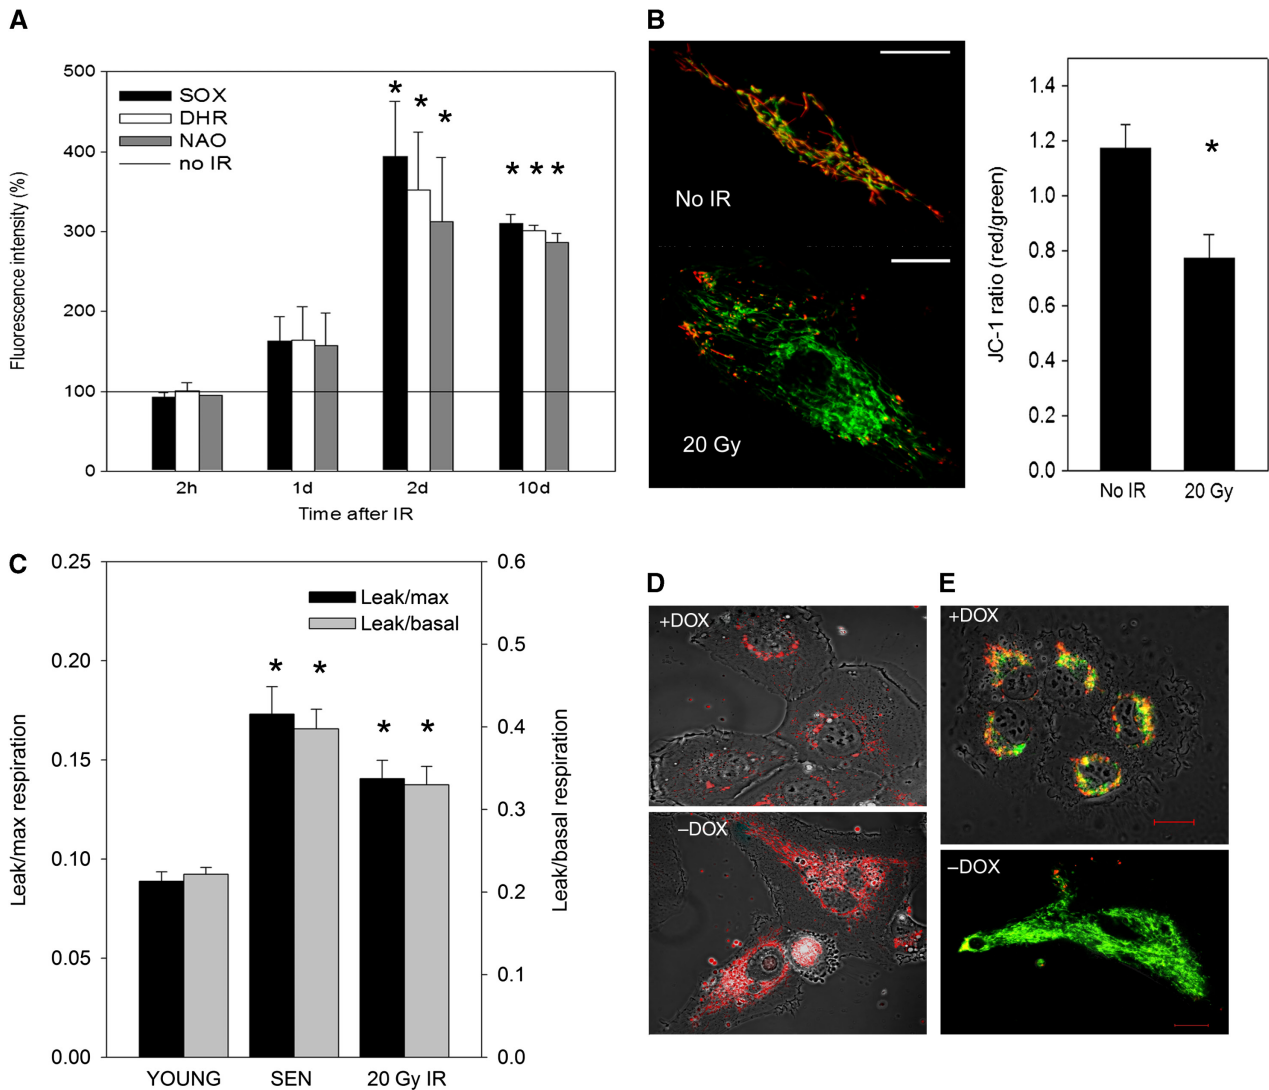 A
500
400
300
200
100
0
Fluorescence intensity (%)
SOX
DHR
NAO
no IR
* * *
* * *
2h 1d 2d 10d
Time after IR
B
No IR
20 Gy
JC-1 ratio (red/green)
1.4
1.2
1.0
0.8
0.6
0.4
0.2
0.0
*
No IR 20 Gy
C
Leak/max respiration
0.25
0.20
0.15
0.10
0.05
0.00
Leak/max
Leak/basal
* *
* *
0.6
0.5
0.4
0.3
0.2
0.1
0.0
Leak/basal respiration
YOUNG SEN 20 Gy IR
D
+DOX
–DOX
E
+DOX
–DOX